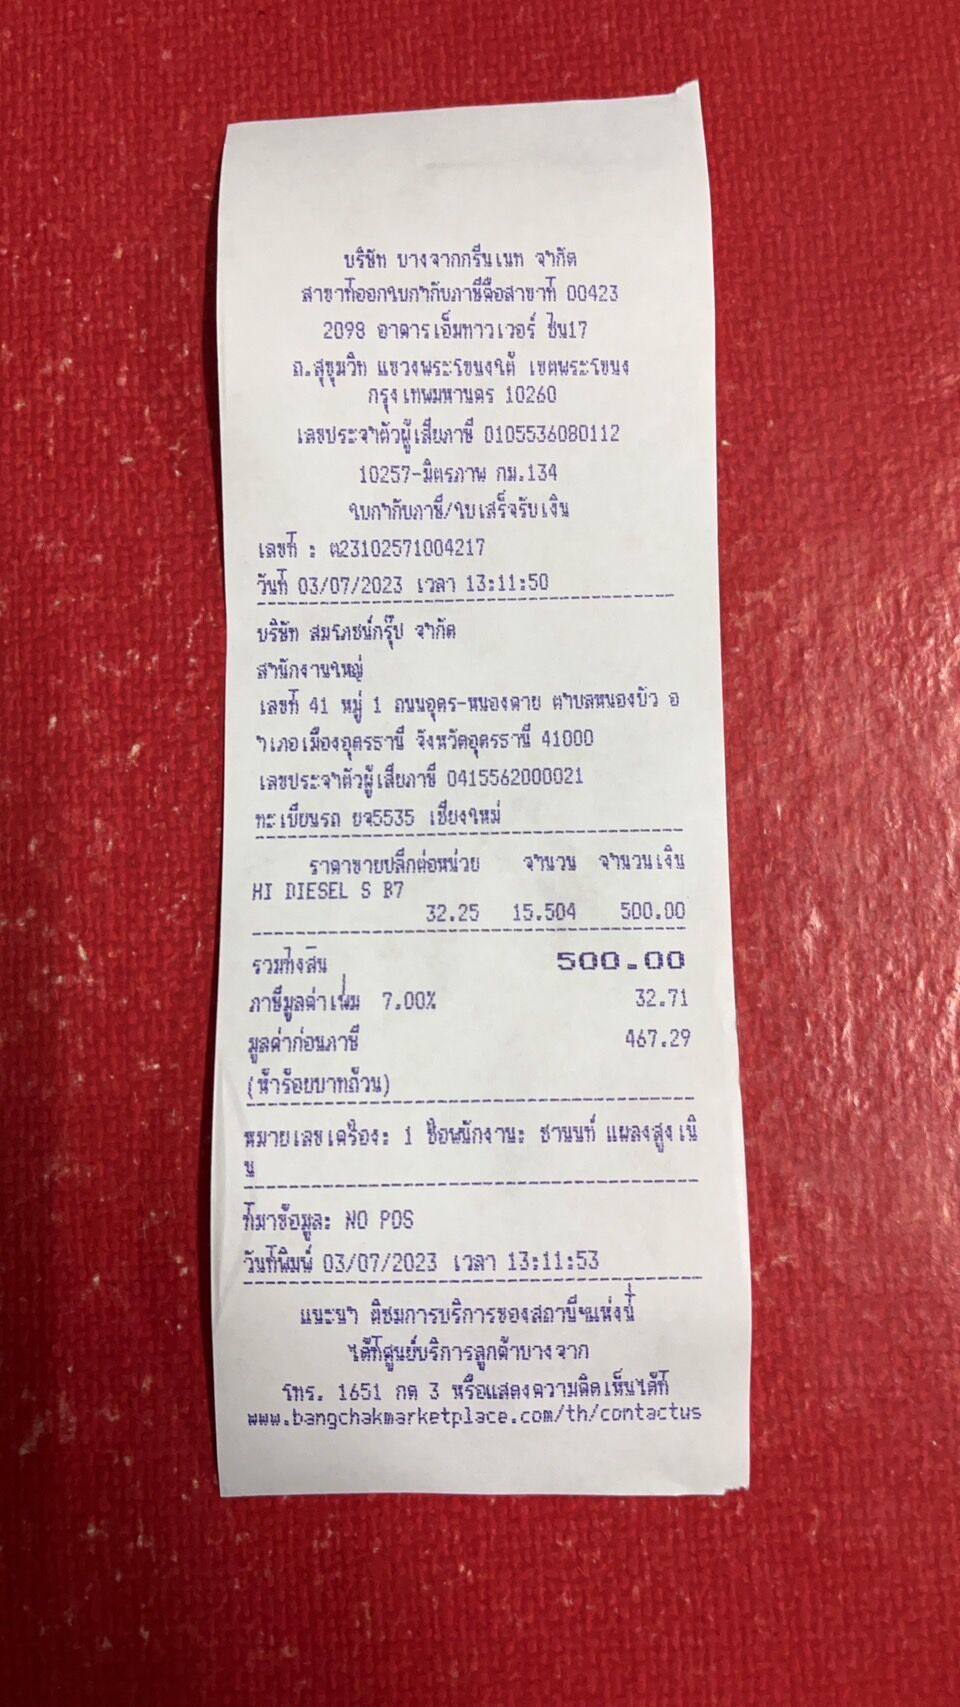 บริษัท บางจากกรีนเนท จำกัด
สาขาที่ออกใบกำกับภาษีคือสาขาที่ 00423
2098 อาคารเอ็มทาวเวอร์ ชั้น17
ถ.สุขุมวิท แขวงพระโขนงใต้ เขตพระโขนง
กรุงเทพมหานคร 10260
เลขประจำตัวผู้เสียภาษี 0105536080112
10257-มิตรภาพ กม.134
ใบกำกับภาษี/ใบเสร็จรับเงิน
เลขที่ : ต23102571004217
วันที่ 03/07/2023 เวลา 13:11:50
บริษัท สมโภชน์กรุ๊ป จำกัด
สำนักงานใหญ่
เลขที่ 41 หมู่ 1 ถนนอุดร-หนองคาย ตำบลหนองบัว อ
ำเภอเมืองอุดรธานี จังหวัดอุดรธานี 41000
เลขประจำตัวผู้เสียภาษี 0415562000021
ทะเบียนรถ ยจ5535 เชียงใหม่
ราคาขายปลีกต่อหน่วย จำนวน จำนวนเงิน
HI DIESEL S B7
32.25 15.504 500.00
รวมทั้งสิ้น 500.00
ภาษีมูลค่าเพิ่ม 7.00% 32.71
มูลค่าก่อนภาษี 467.29
(ห้าร้อยบาทถ้วน)
หมายเลขเครื่อง: 1 ชื่อพนักงาน: ชานนท์ แผลงสูงเนิ
น
ที่มาข้อมูล: NO POS
วันที่พิมพ์ 03/07/2023 เวลา 13:11:53
แนะนำ ติชมการบริการของสถานีฯแห่งนี้
ได้ที่ศูนย์บริการลูกค้าบางจาก
โทร. 1651 กด 3 หรือแสดงความคิดเห็นได้ที่
www.bangchakmarketplace.com/th/contactus